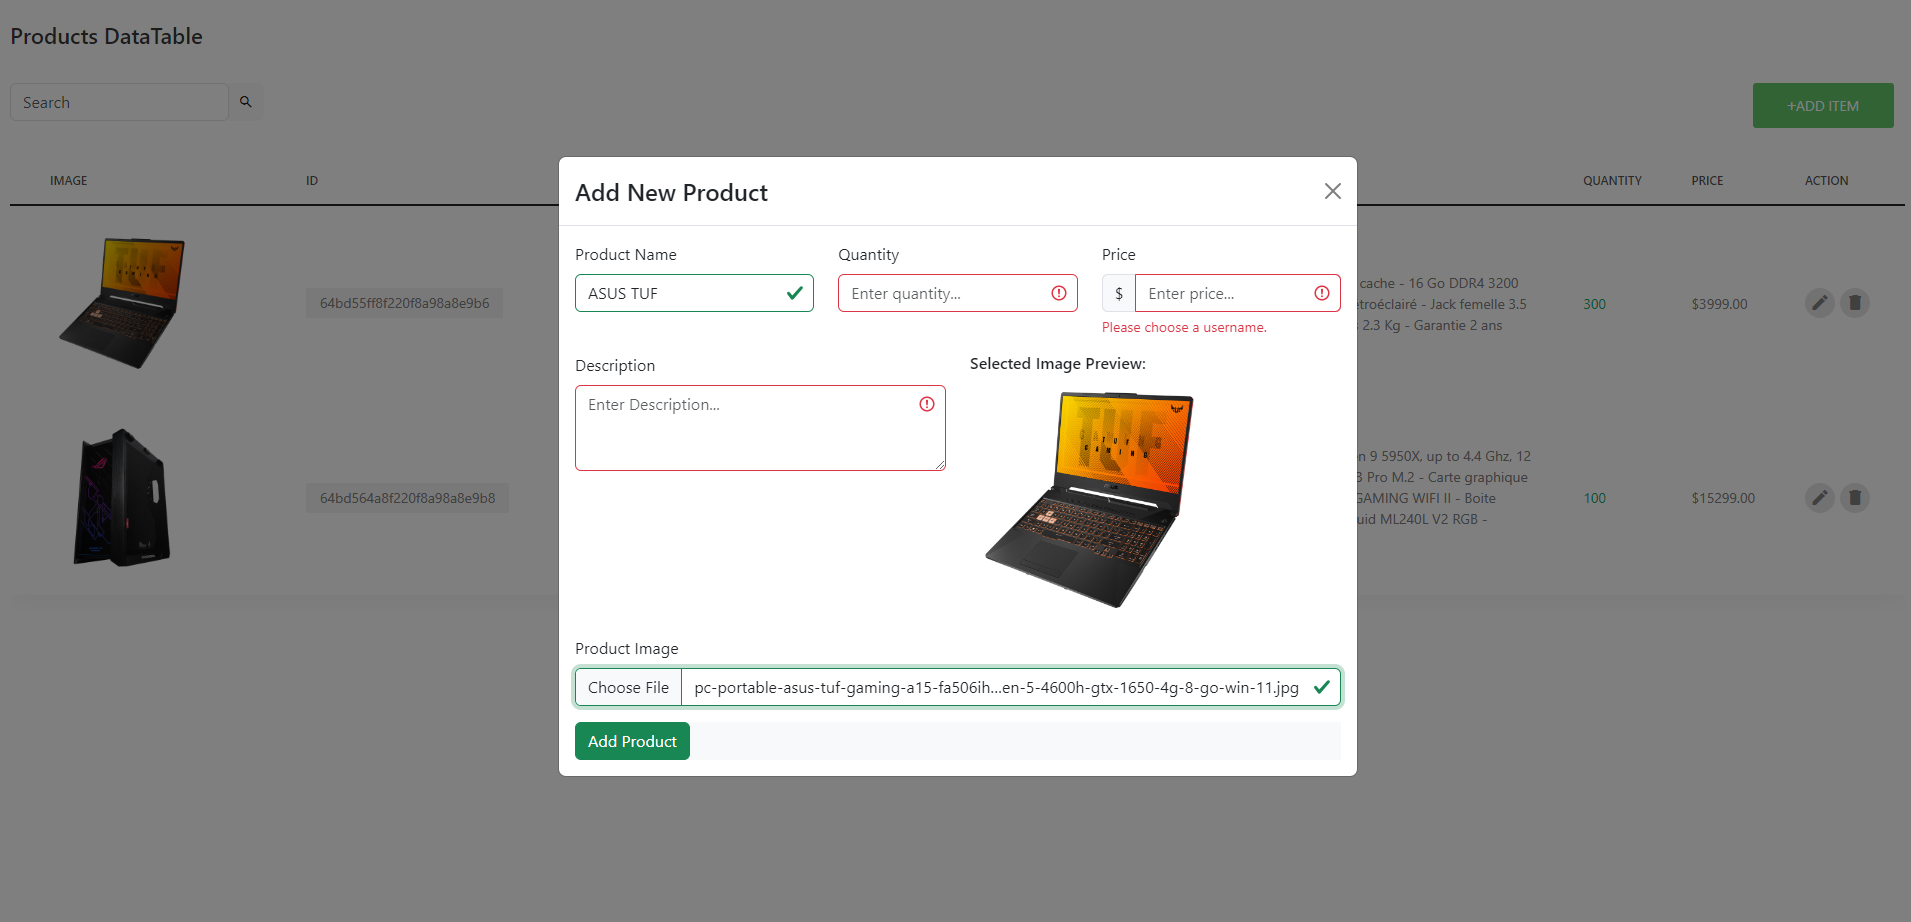 Products DataTable
Search
+ADD ITEM
IMAGE ID QUANTITY PRICE ACTION
64bd55ff8f220f8a98a8e9b6
cache - 16 Go DDR4 3200
troéclairé - Jack femelle 3.5
2.3 Kg - Garantie 2 ans
300
$3999.00
64bd564a8f220f8a98a8e9b8
n 9 5950X, up to 4.4 Ghz, 12
3 Pro M.2 - Carte graphique
GAMING WIFI II - Boite
uid ML240L V2 RGB -
100
$15299.00
Add New Product
Product Name
ASUS TUF
Quantity
Enter quantity...
Price
$ Enter price...
Please choose a username.
Description
Enter Description...
Selected Image Preview:
TUF
GAMING
Product Image
Choose File pc-portable-asus-tuf-gaming-a15-fa506ih...en-5-4600h-gtx-1650-4g-8-go-win-11.jpg
Add Product